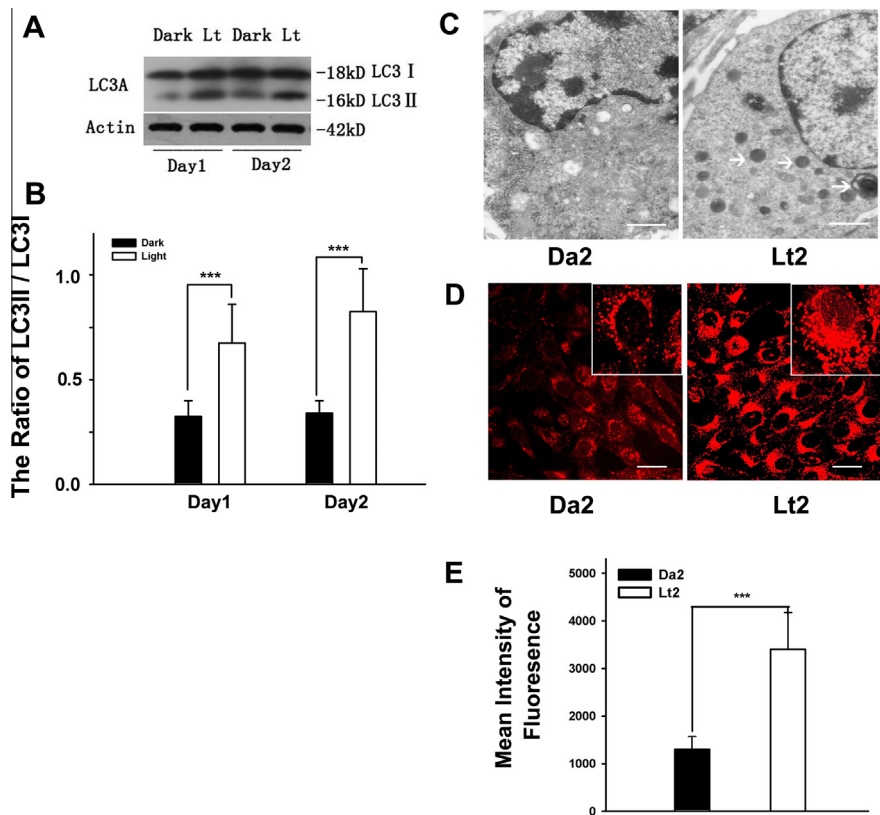 A
Dark Lt Dark Lt
LC3A
-18kD LC3 Ⅰ
-16kD LC3 Ⅱ
Actin
-42kD
Day1 Day2
B
The Ratio of LC3II / LC3I
Dark
Light
1.0
0.5
0.0
***
***
Day1 Day2
C
Da2 Lt2
D
Da2 Lt2
E
Mean Intensity of
Fluoresence
Da2
Lt2
5000
4000
3000
2000
1000
0
***